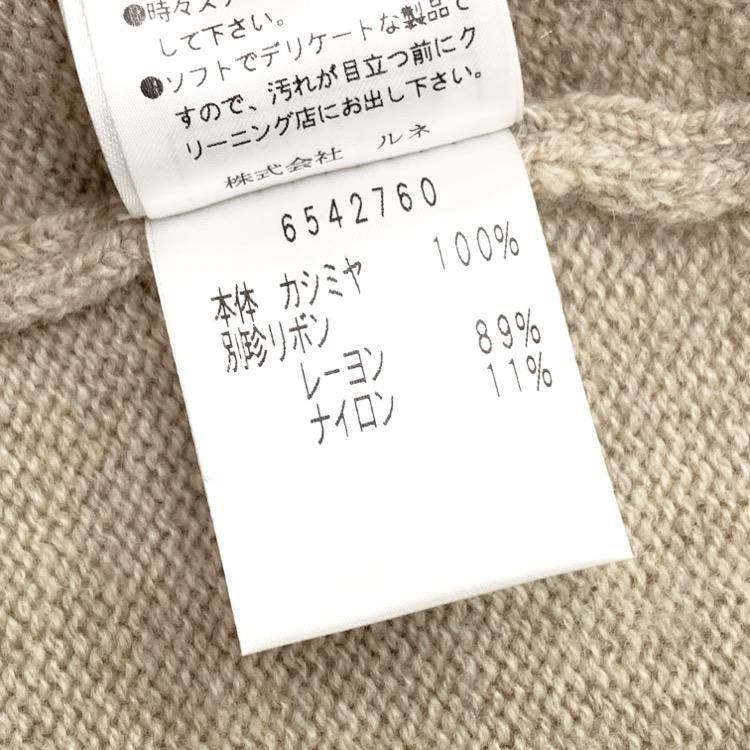 ●時々スチ
して下さい。
●ソフトでデリケートな製品で
すので、汚れが目立つ前にク
リーニング店にお出し下さい。
株式会社 ルネ
6542760
本体 カシミヤ 100%
別珍リボン
レーヨン 89%
ナイロン 11%